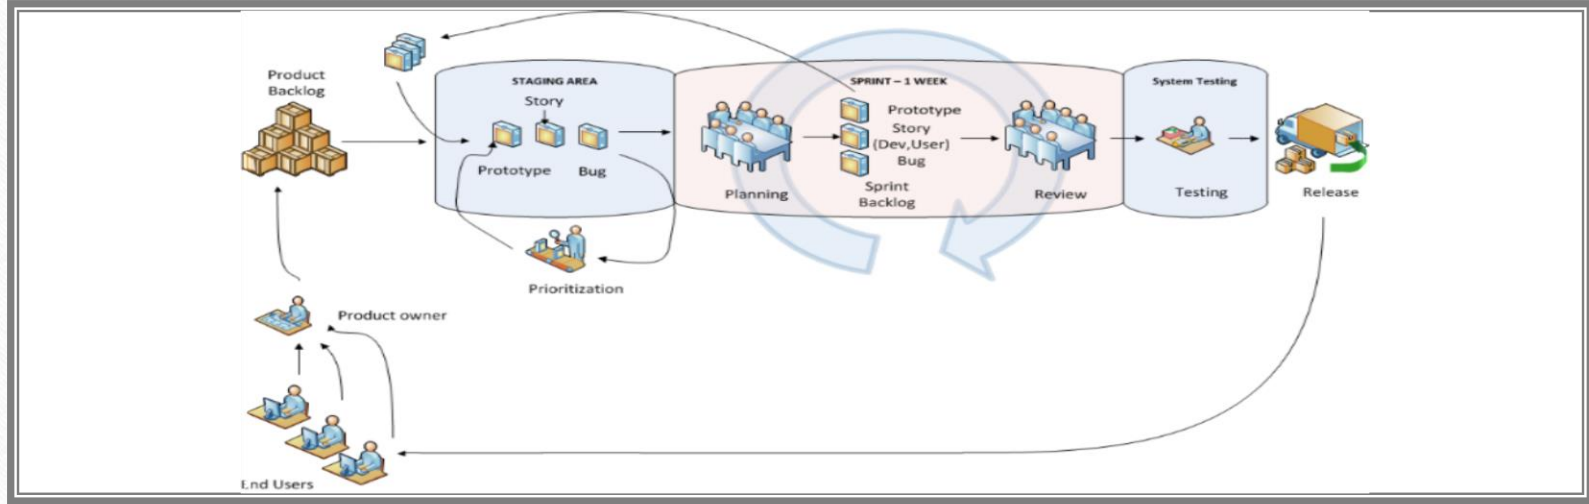 Product
Backlog
STAGING AREA
Story
Prototype
Bug
Prioritization
SPRINT – 1 WEEK
Planning
Prototype
Story
(Dev,User)
Bug
Sprint
Backlog
Review
System Testing
Testing
Release
Product owner
End Users